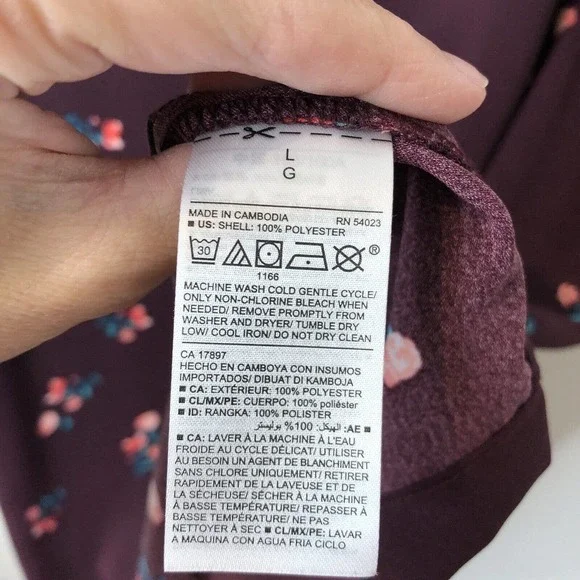 L
G
MADE IN CAMBODIA RN 54023
■ US: SHELL: 100% POLYESTER
30
®
1166
MACHINE WASH COLD GENTLE CYCLE/
ONLY NON-CHLORINE BLEACH WHEN
NEEDED/ REMOVE PROMPTLY FROM
WASHER AND DRYER/ TUMBLE DRY
LOW/ COOL IRON/ DO NOT DRY CLEAN
CA 17897
HECHO EN CAMBOYA CON INSUMOS
IMPORTADOS/ DIBUAT DI KAMBOJA
■ CA: EXTÉRIEUR: 100% POLYESTER
■ CL/MX/PE: CUERPO: 100% poliéster
■ ID: RANGKA: 100% POLISTER
■ AE: الهيكل: 100% بوليستر
■ CA: LAVER À LA MACHINE À L'EAU
FROIDE AU CYCLE DÉLICAT/ UTILISER
AU BESOIN UN AGENT DE BLANCHIMENT
SANS CHLORE UNIQUEMENT/ RETIRER
RAPIDEMENT DE LA LAVEUSE ET DE
LA SÉCHEUSE/ SÉCHER À LA MACHINE
À BASSE TEMPÉRATURE/ REPASSER À
BASSE TEMPÉRATURE/ NE PAS
NETTOYER À SEC ■ CL/MX/PE: LAVAR
A MAQUINA CON AGUA FRIA CICLO